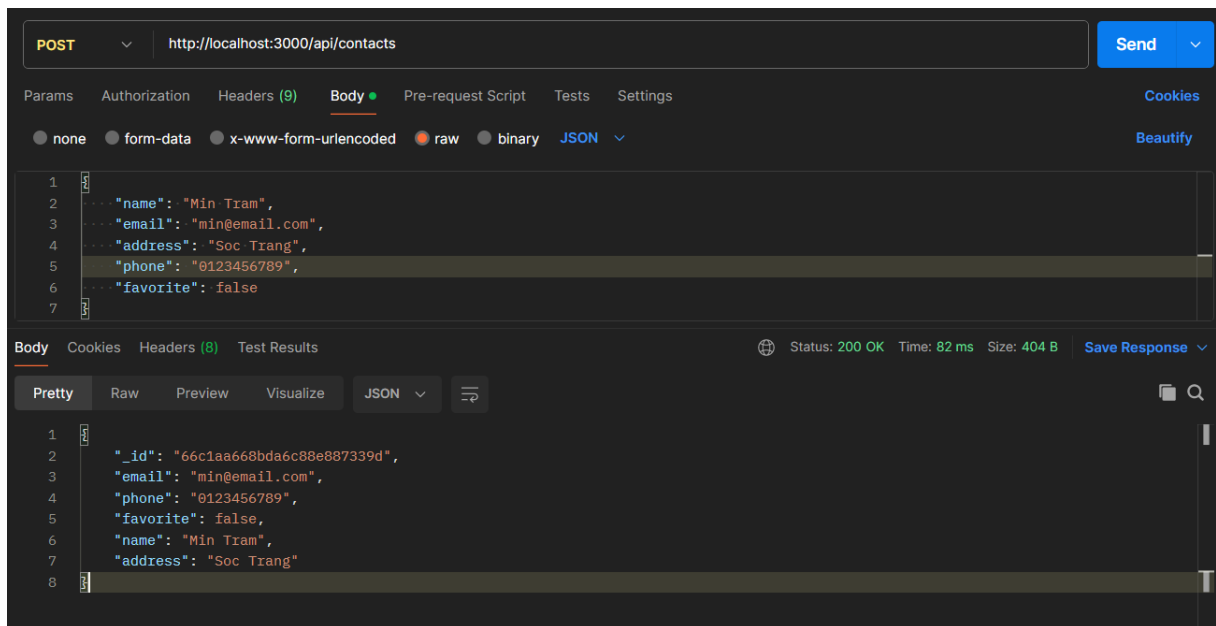 POST http://localhost:3000/api/contacts Send
Params Authorization Headers (9) Body Pre-request Script Tests Settings Cookies
none form-data x-www-form-urlencoded raw binary JSON Beautify
1 {
2 "name": "Min Tram",
3 "email": "min@email.com",
4 "address": "Soc Trang",
5 "phone": "0123456789",
6 "favorite": false
7 }
Body Cookies Headers (8) Test Results Status: 200 OK Time: 82 ms Size: 404 B Save Response
Pretty Raw Preview Visualize JSON
1 {
2 "_id": "66c1aa668bda6c88e887339d",
3 "email": "min@email.com",
4 "phone": "0123456789",
5 "favorite": false,
6 "name": "Min Tram",
7 "address": "Soc Trang"
8 }